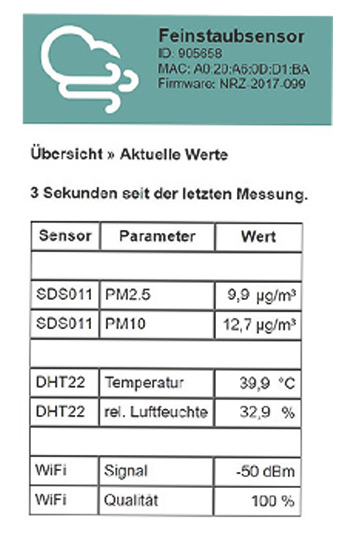 Feinstaubsensor
ID: 905658
MAC: A0:20:A6:0D:D1:BA
Firmware: NRZ-2017-099
Übersicht » Aktuelle Werte
3 Sekunden seit der letzten Messung.
Sensor Parameter Wert
SDS011 PM2.5 9,9 µg/m³
SDS011 PM10 12,7 µg/m³
DHT22 Temperatur 39,9 °C
DHT22 rel. Luftfeuchte 32,9 %
WiFi Signal -50 dBm
WiFi Qualität 100 %